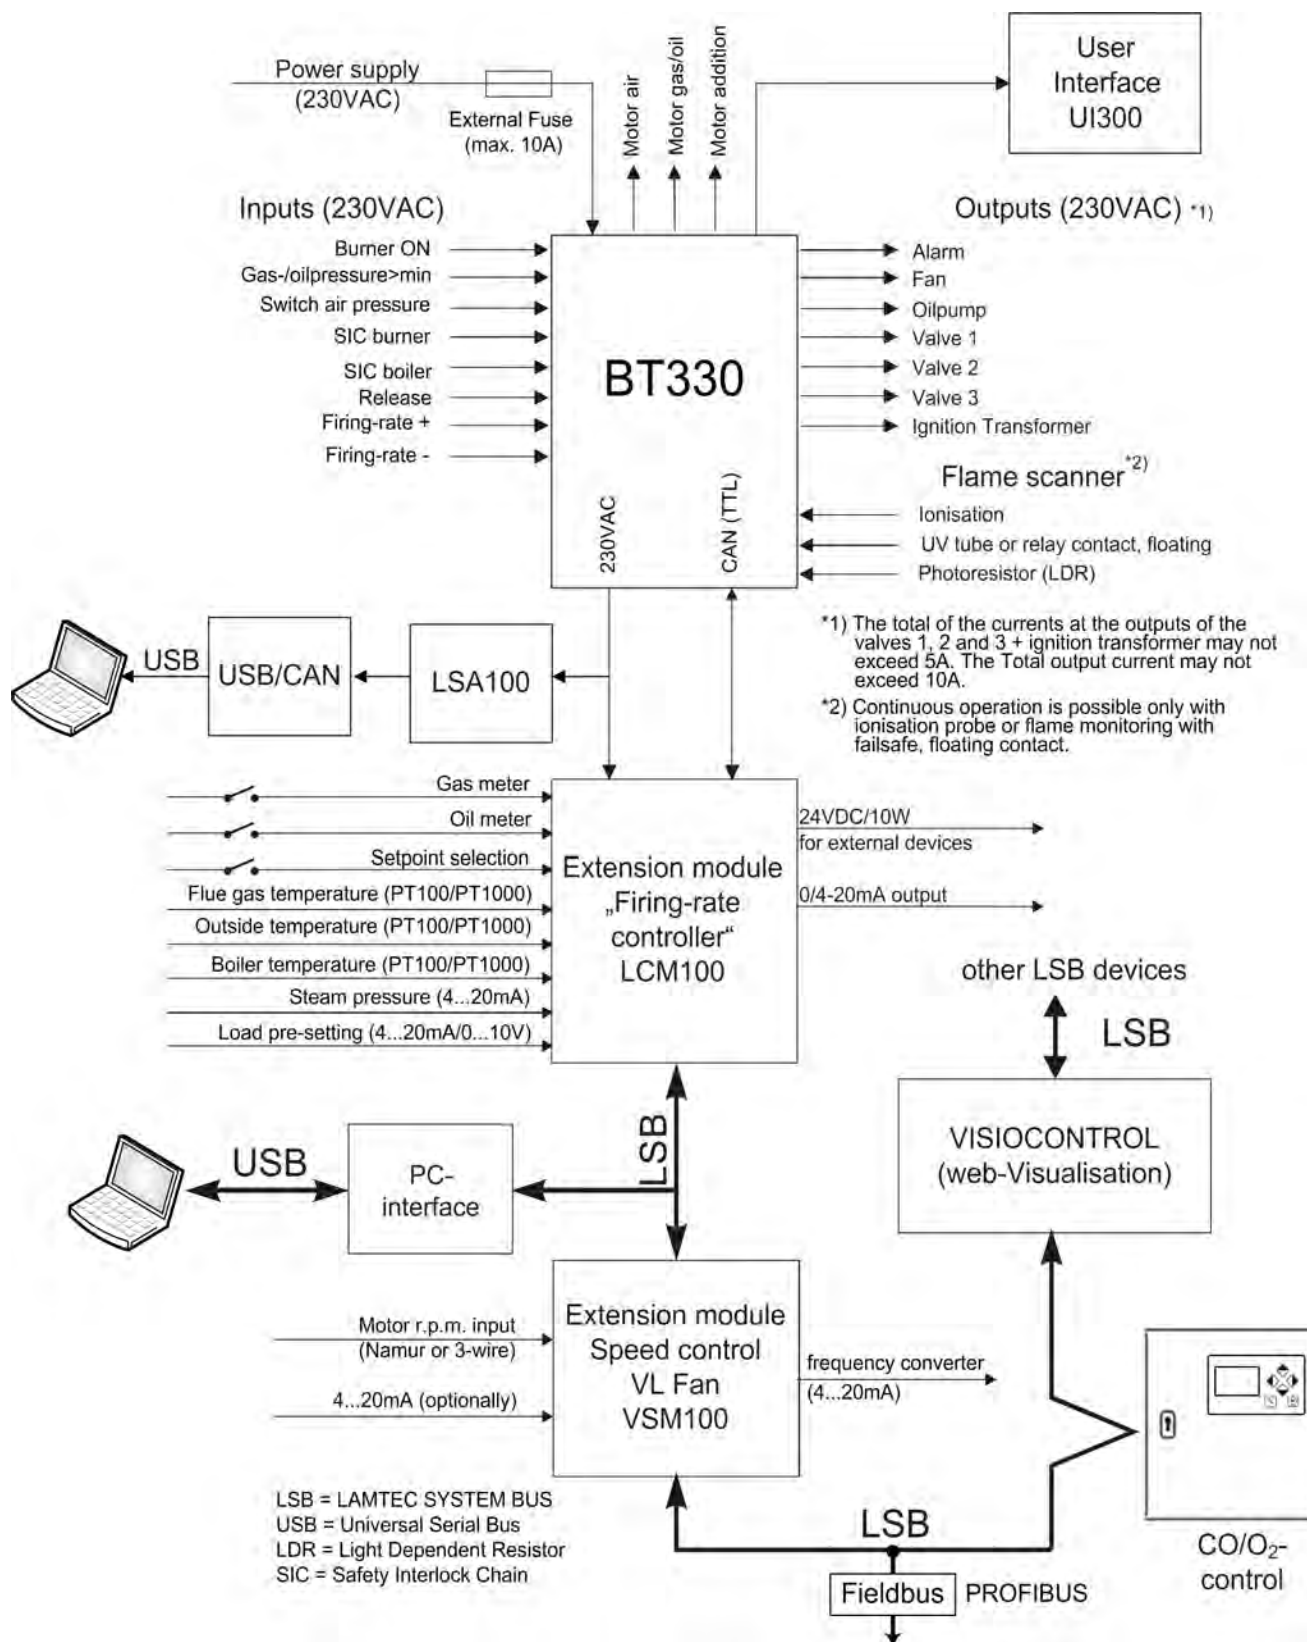 Power supply
(230VAC)
External Fuse
(max. 10A)
Motor air
Motor gas/oil
Motor addition
User
Interface
UI300
Inputs (230VAC)
Burner ON
Gas-/oilpressure>min
Switch air pressure
SIC burner
SIC boiler
Release
Firing-rate +
Firing-rate -
BT330
230VAC
CAN (TTL)
Outputs (230VAC) *1)
Alarm
Fan
Oilpump
Valve 1
Valve 2
Valve 3
Ignition Transformer
Flame scanner*2)
Ionisation
UV tube or relay contact, floating
Photoresistor (LDR)
*1) The total of the currents at the outputs of the
valves 1, 2 and 3 + ignition transformer may not
exceed 5A. The Total output current may not
exceed 10A.
*2) Continuous operation is possible only with
ionisation probe or flame monitoring with
failsafe, floating contact.
USB
USB/CAN
LSA100
Gas meter
Oil meter
Setpoint selection
Flue gas temperature (PT100/PT1000)
Outside temperature (PT100/PT1000)
Boiler temperature (PT100/PT1000)
Steam pressure (4...20mA)
Load pre-setting (4...20mA/0...10V)
Extension module
„Firing-rate
controller“
LCM100
24VDC/10W
for external devices
0/4-20mA output
other LSB devices
LSB
VISIOCONTROL
(web-Visualisation)
LSB
USB
PC-
interface
Motor r.p.m. input
(Namur or 3-wire)
4...20mA (optionally)
Extension module
Speed control
VL Fan
VSM100
frequency converter
(4...20mA)
LSB = LAMTEC SYSTEM BUS
USB = Universal Serial Bus
LDR = Light Dependent Resistor
SIC = Safety Interlock Chain
LSB
Fieldbus
PROFIBUS
CO/O₂-
control